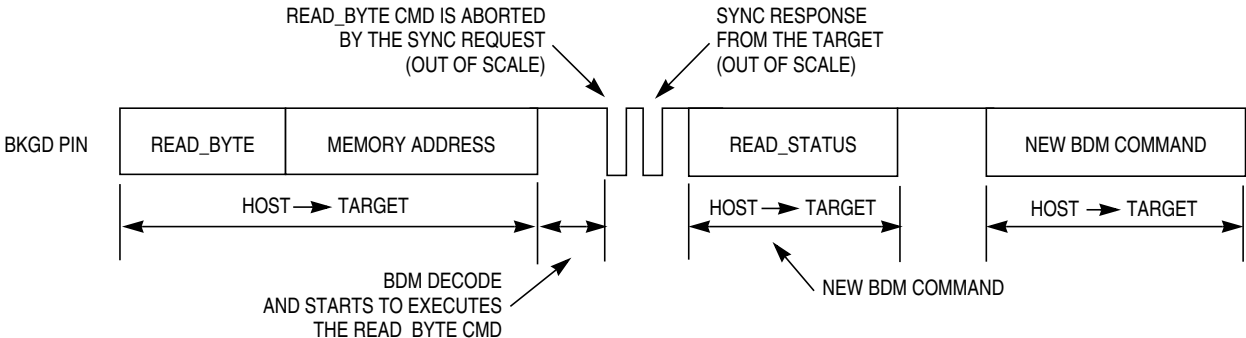 READ_BYTE CMD IS ABORTED
BY THE SYNC REQUEST
(OUT OF SCALE)
SYNC RESPONSE
FROM THE TARGET
(OUT OF SCALE)
BKGD PIN
READ_BYTE
MEMORY ADDRESS
READ_STATUS
NEW BDM COMMAND
HOST → TARGET
HOST → TARGET
HOST → TARGET
BDM DECODE
AND STARTS TO EXECUTES
THE READ_BYTE CMD
NEW BDM COMMAND